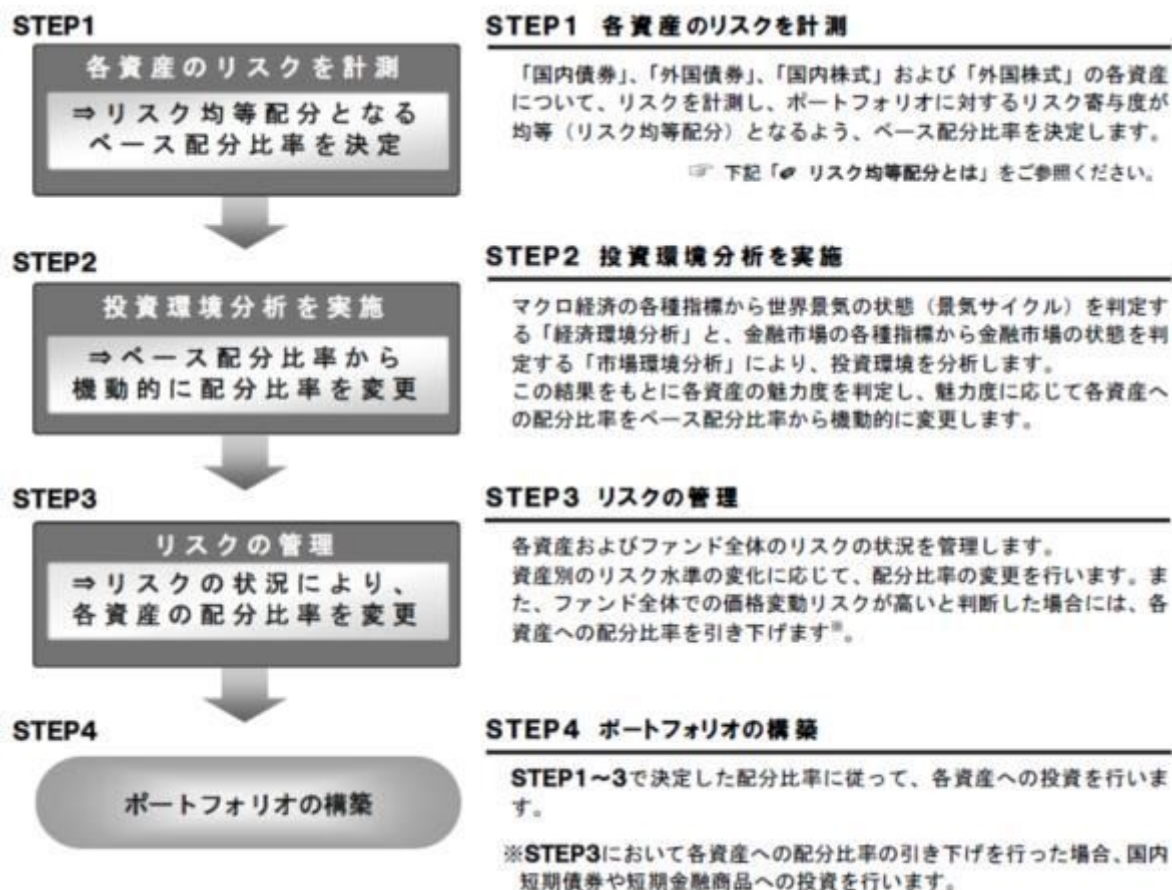 STEP1
各資産のリスクを計測
⇒リスク均等配分となる
ベース配分比率を決定
STEP1 各資産のリスクを計測
「国内債券」、「外国債券」、「国内株式」および「外国株式」の各資産
について、リスクを計測し、ポートフォリオに対するリスク寄与度が
均等（リスク均等配分）となるよう、ベース配分比率を決定します。
☞ 下記「✐ リスク均等配分とは」をご参照ください。
STEP2
投資環境分析を実施
⇒ベース配分比率から
機動的に配分比率を変更
STEP2 投資環境分析を実施
マクロ経済の各種指標から世界景気の状態（景気サイクル）を判定す
る「経済環境分析」と、金融市場の各種指標から金融市場の状態を判
定する「市場環境分析」により、投資環境を分析します。
この結果をもとに各資産の魅力度を判定し、魅力度に応じて各資産へ
の配分比率をベース配分比率から機動的に変更します。
STEP3
リスクの管理
⇒リスクの状況により、
各資産の配分比率を変更
STEP3 リスクの管理
各資産およびファンド全体のリスクの状況を管理します。
資産別のリスク水準の変化に応じて、配分比率の変更を行います。ま
た、ファンド全体での価格変動リスクが高いと判断した場合には、各
資産への配分比率を引き下げます※。
STEP4
ポートフォリオの構築
STEP4 ポートフォリオの構築
STEP1～3で決定した配分比率に従って、各資産への投資を行いま
す。
※STEP3において各資産への配分比率の引き下げを行った場合、国内
短期債券や短期金融商品への投資を行います。